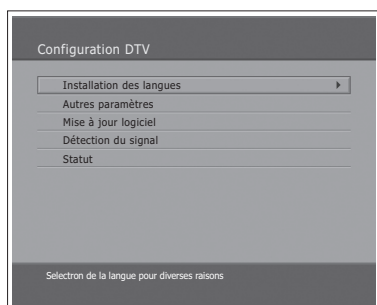 Configuration DTV
Installation des langues
Autres paramètres
Mise à jour logiciel
Détection du signal
Statut
Selectron de la langue pour diverses raisons